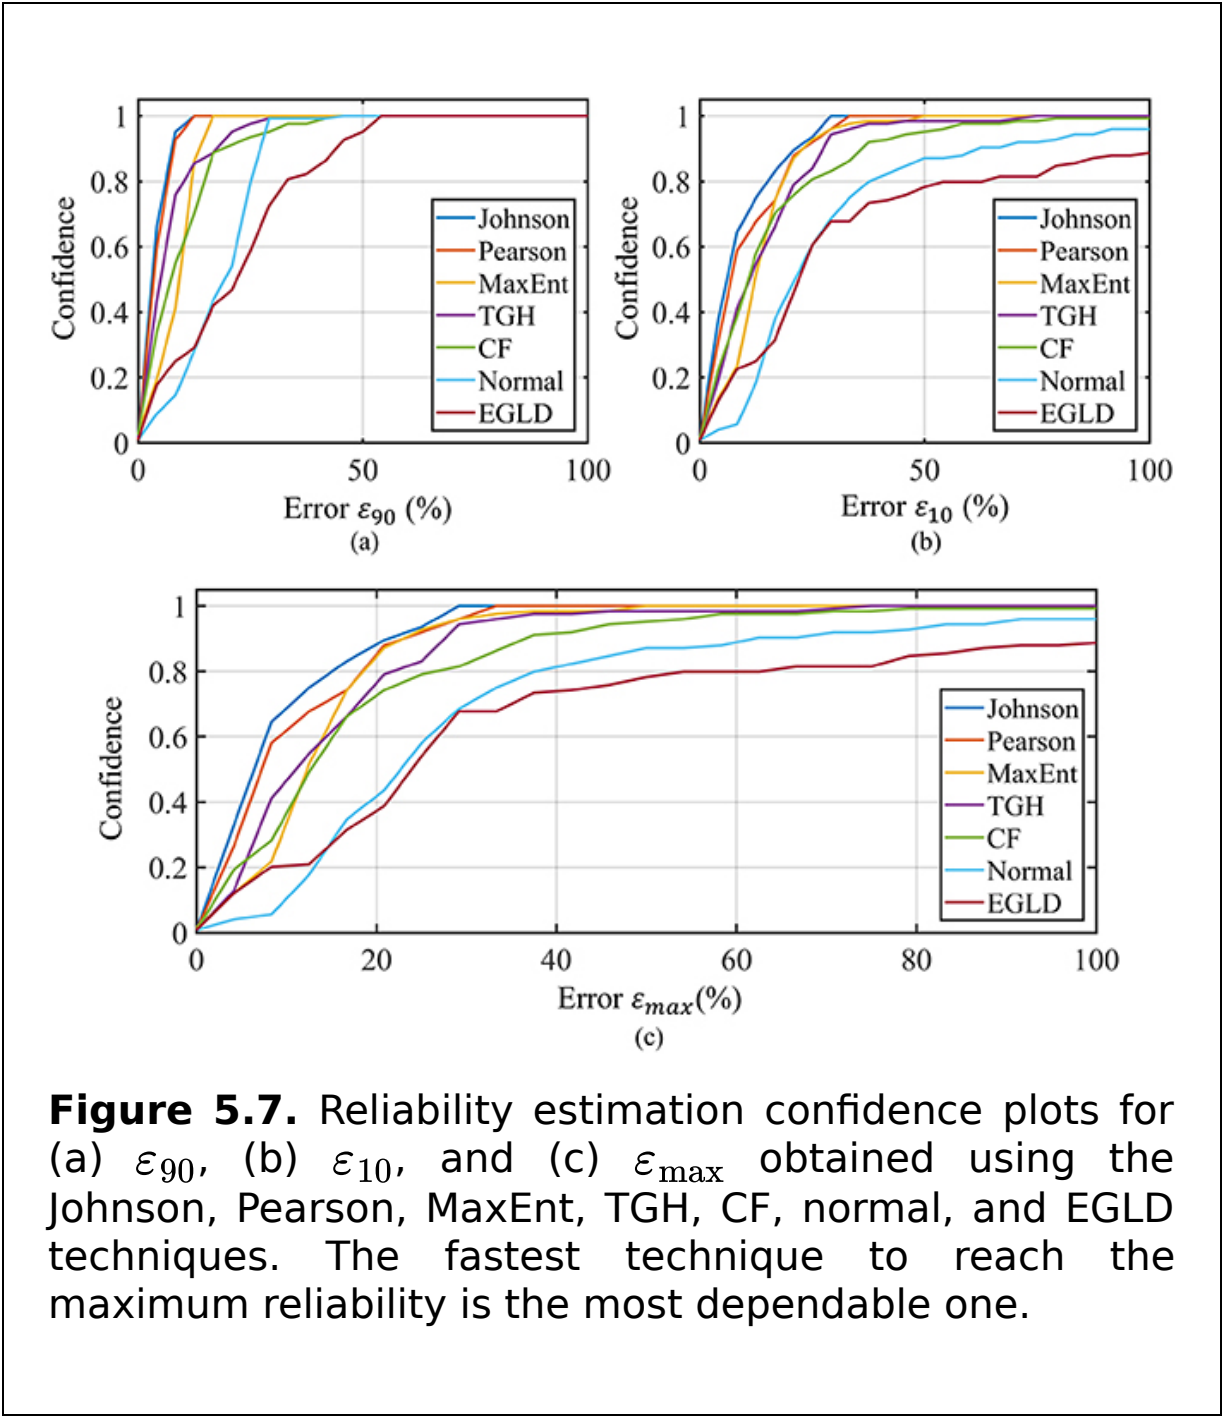 1
0.8
0.6
0.4
0.2
0
Confidence
0 50 100
Error ε90 (%)
(a)
Johnson
Pearson
MaxEnt
TGH
CF
Normal
EGLD
1
0.8
0.6
0.4
0.2
0
Confidence
0 50 100
Error ε10 (%)
(b)
Johnson
Pearson
MaxEnt
TGH
CF
Normal
EGLD
1
0.8
0.6
0.4
0.2
0
Confidence
0 20 40 60 80 100
Error εmax(%)
(c)
Johnson
Pearson
MaxEnt
TGH
CF
Normal
EGLD
Figure 5.7. Reliability estimation confidence plots for
(a) ε90, (b) ε10, and (c) εmax obtained using the
Johnson, Pearson, MaxEnt, TGH, CF, normal, and EGLD
techniques. The fastest technique to reach the
maximum reliability is the most dependable one.